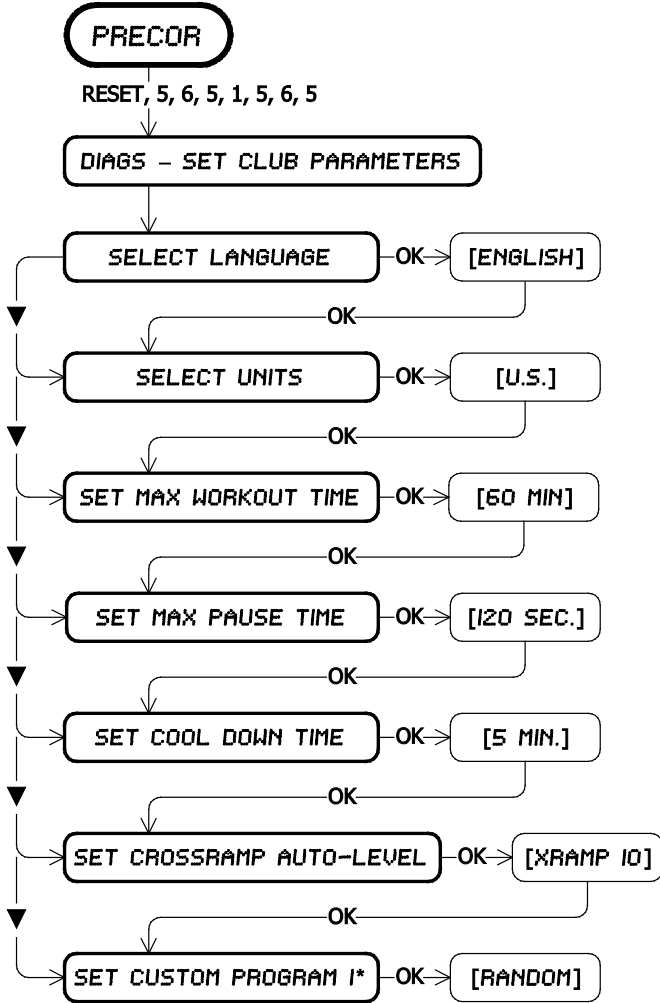 PRECOR
RESET, 5, 6, 5, 1, 5, 6, 5
DIAGS - SET CLUB PARAMETERS
SELECT LANGUAGE OK [ENGLISH]
OK
SELECT UNITS OK [U.S.]
OK
SET MAX WORKOUT TIME OK [60 MIN]
OK
SET MAX PAUSE TIME OK [120 SEC.]
OK
SET COOL DOWN TIME OK [5 MIN.]
OK
SET CROSSRAMP AUTO-LEVEL OK [XRAMP 10]
OK
SET CUSTOM PROGRAM 1* OK [RANDOM]